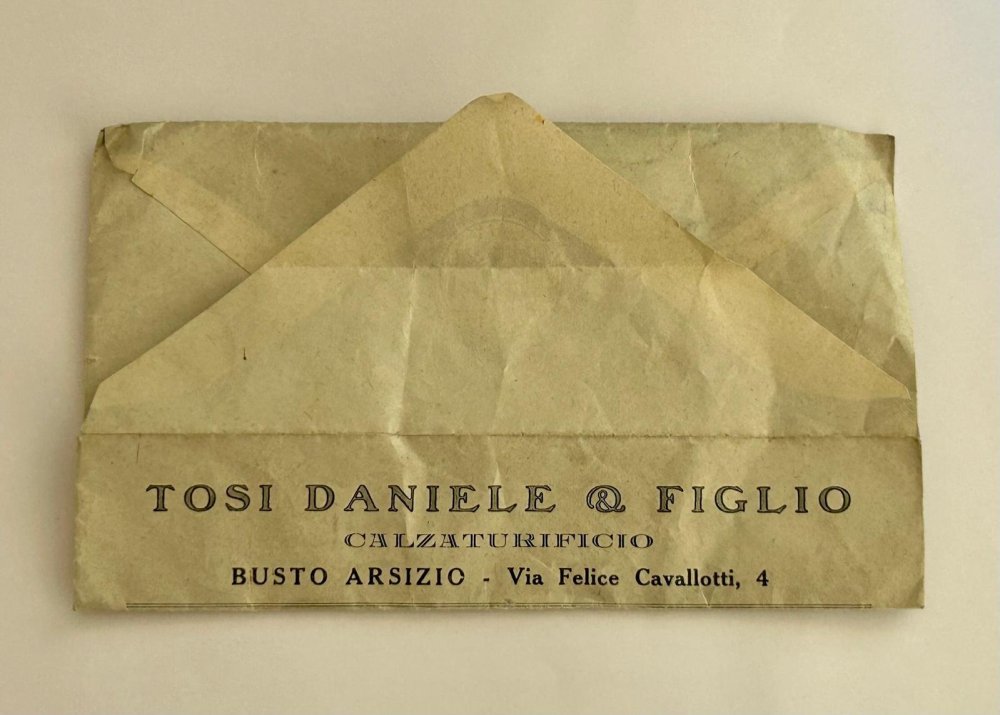 TOSI DANIELE & FIGLIO
CALZATURIFICIO
BUSTO ARSIZIO - Via Felice Cavallotti, 4